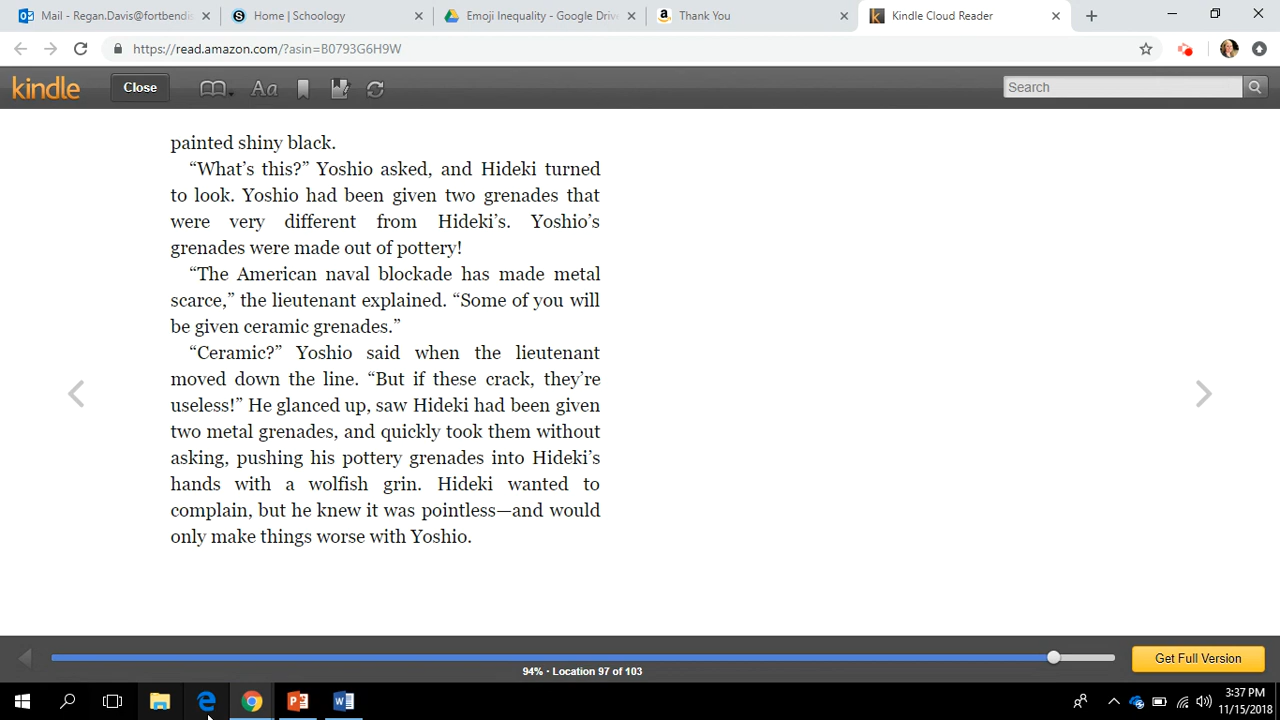 Mail - Regan.Davis@fortbendis
Home | Schoology
Emoji Inequality - Google Drive
Thank You
Kindle Cloud Reader
https://read.amazon.com/?asin=B0793G6H9W
kindle
Close
Aa
Search
painted shiny black.
“What’s this?” Yoshio asked, and Hideki turned
to look. Yoshio had been given two grenades that
were very different from Hideki’s. Yoshio’s
grenades were made out of pottery!
“The American naval blockade has made metal
scarce,” the lieutenant explained. “Some of you will
be given ceramic grenades.”
“Ceramic?” Yoshio said when the lieutenant
moved down the line. “But if these crack, they’re
useless!” He glanced up, saw Hideki had been given
two metal grenades, and quickly took them without
asking, pushing his pottery grenades into Hideki’s
hands with a wolfish grin. Hideki wanted to
complain, but he knew it was pointless—and would
only make things worse with Yoshio.
94% · Location 97 of 103
Get Full Version
3:37 PM
11/15/2018